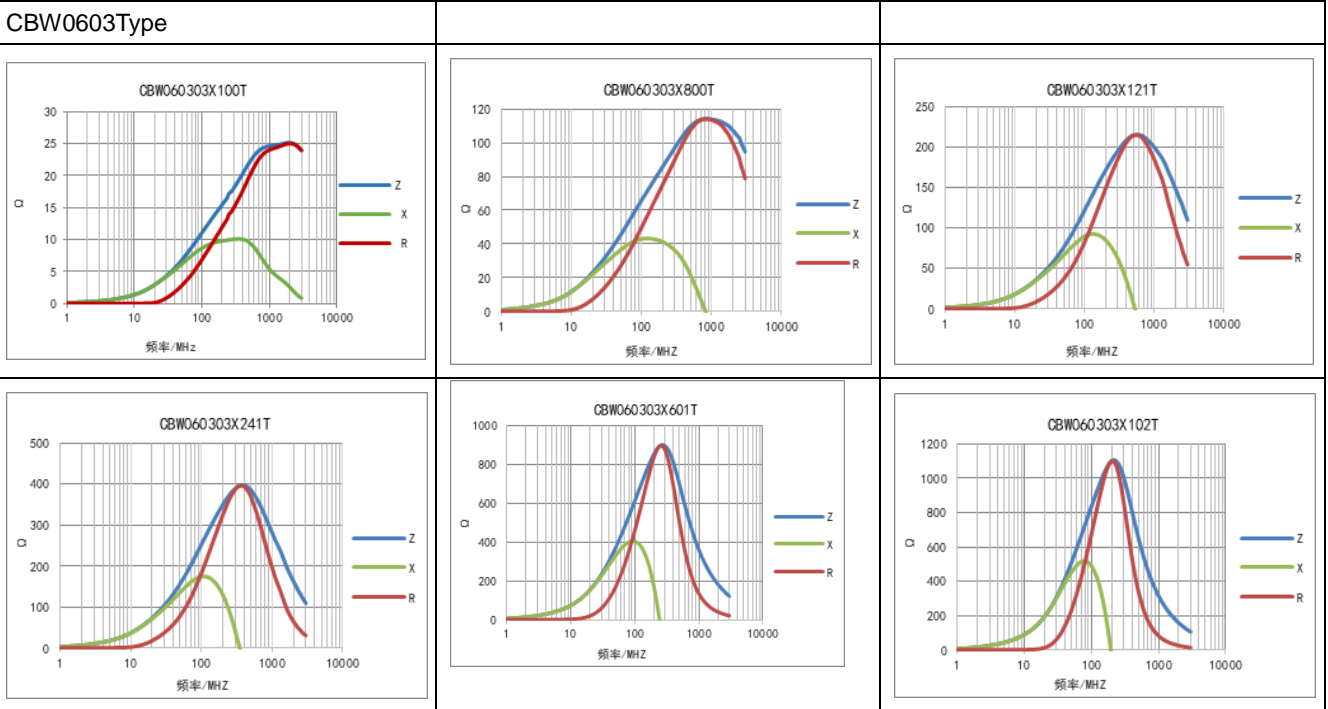 CBW0603Type
CBW060303X100T
30
25
20
15
10
5
0
Ω
1 10 100 1000 10000
频率/MHz
Z
X
R
CBW060303X800T
120
100
80
60
40
20
0
Ω
1 10 100 1000 10000
频率/MHZ
Z
X
R
CBW060303X121T
250
200
150
100
50
0
Ω
1 10 100 1000 10000
频率/MHZ
Z
X
R
CBW060303X241T
500
400
300
200
100
0
Ω
1 10 100 1000 10000
频率/MHZ
Z
X
R
CBW060303X601T
1000
800
600
400
200
0
Ω
1 10 100 1000 10000
频率/MHZ
Z
X
R
CBW060303X102T
1200
1000
800
600
400
200
0
Ω
1 10 100 1000 10000
频率/MHZ
Z
X
R